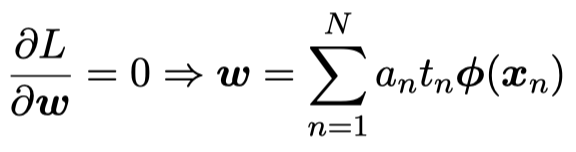 ∂L/∂𝒘 = 0 ⇒ 𝒘 = ∑_{n=1}^{N} a_n t_n 𝝓(𝒙_n)